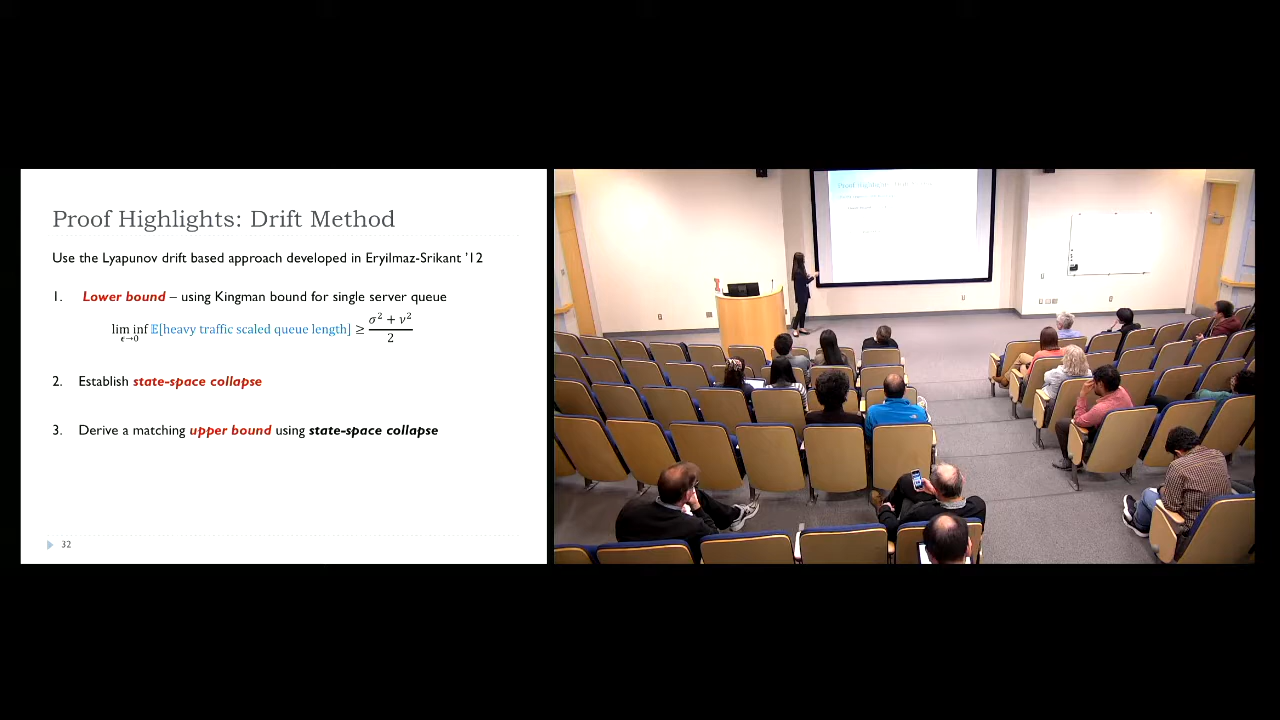 Proof Highlights: Drift Method
Use the Lyapunov drift based approach developed in Eryilmaz-Srikant '12
1. Lower bound – using Kingman bound for single server queue
lim inf_{ϵ→0} 𝔼[heavy traffic scaled queue length] ≥ (σ² + ν²)/2
2. Establish state-space collapse
3. Derive a matching upper bound using state-space collapse
32